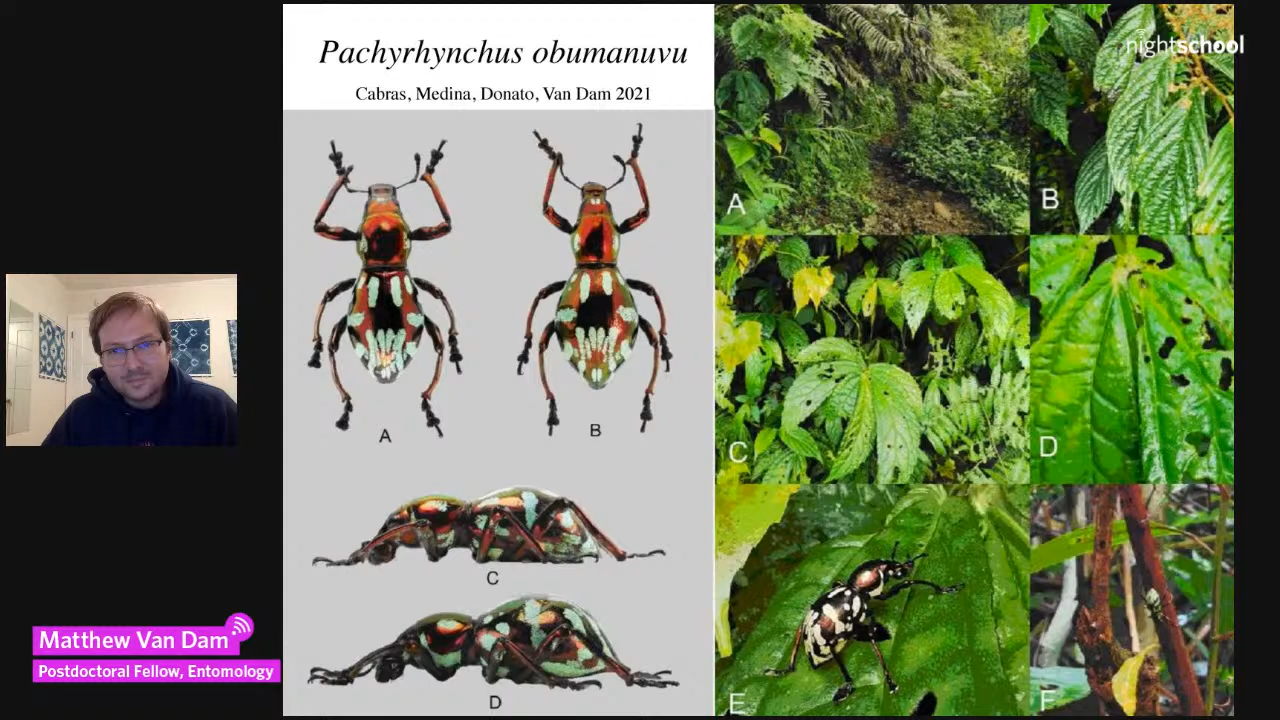 Pachyrhynchus obumanuvu
Cabras, Medina, Donato, Van Dam 2021
nightschool
A
B
A
B
C
D
C
D
E
F
C
D
Matthew Van Dam
Postdoctoral Fellow, Entomology